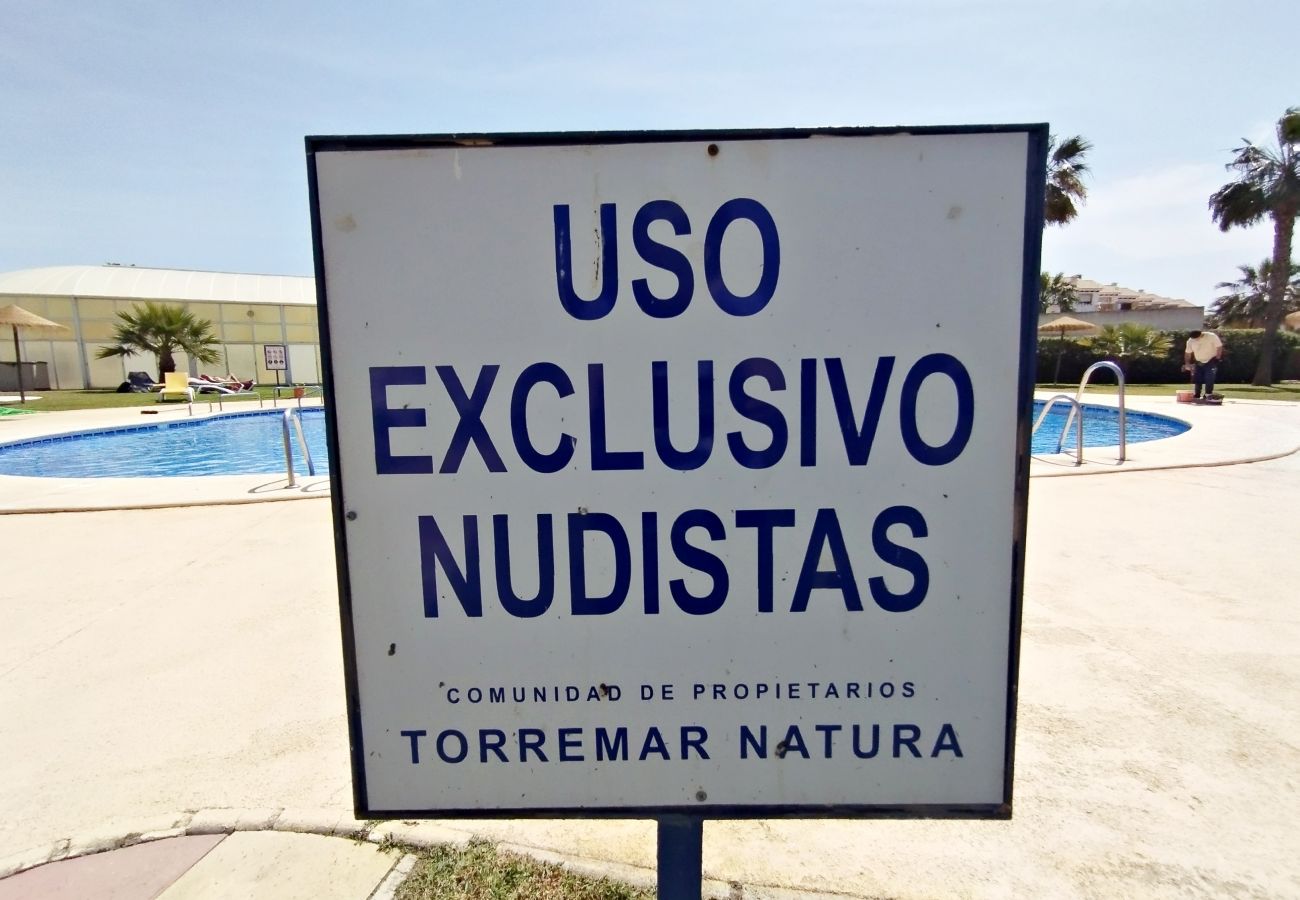 USO
EXCLUSIVO
NUDISTAS
COMUNIDAD DE PROPIETARIOS
TORREMAR NATURA